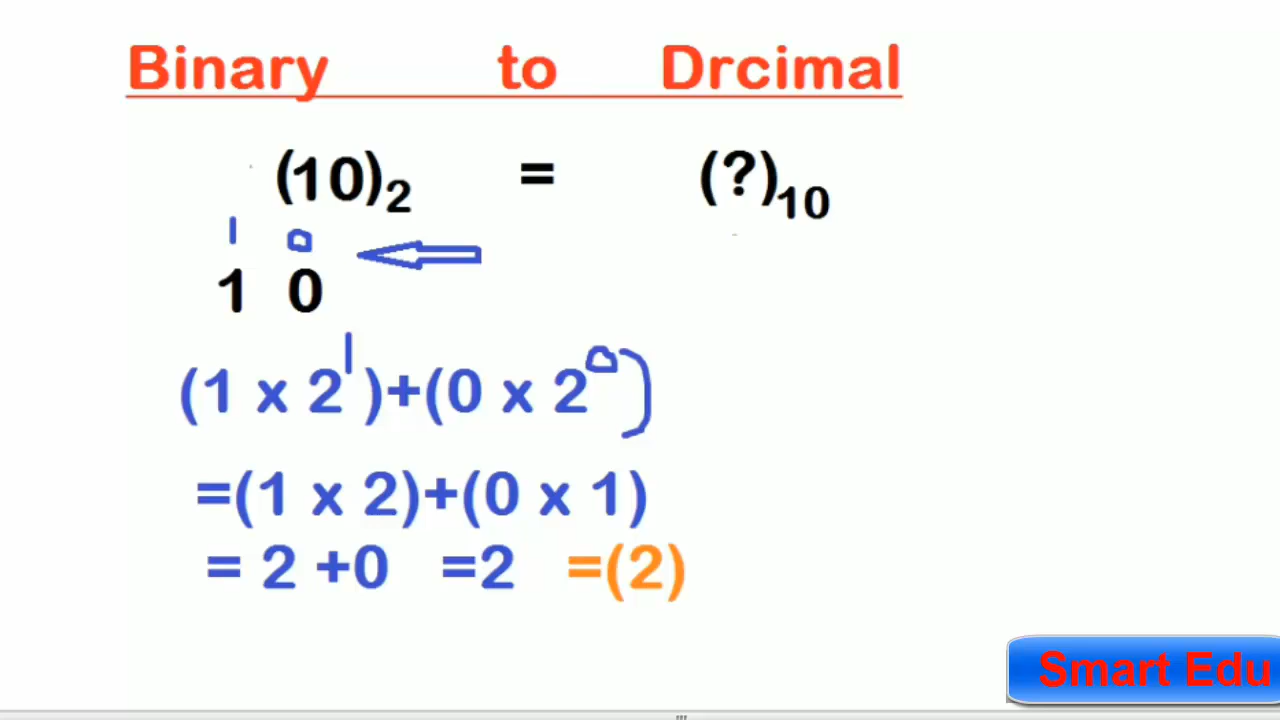 Binary to Drcimal
(10)₂ = (?)₁₀
1 0
1 0
(1 x 2¹)+(0 x 2⁰)
=(1 x 2)+(0 x 1)
= 2 +0 =2 =(2)
Smart Edu